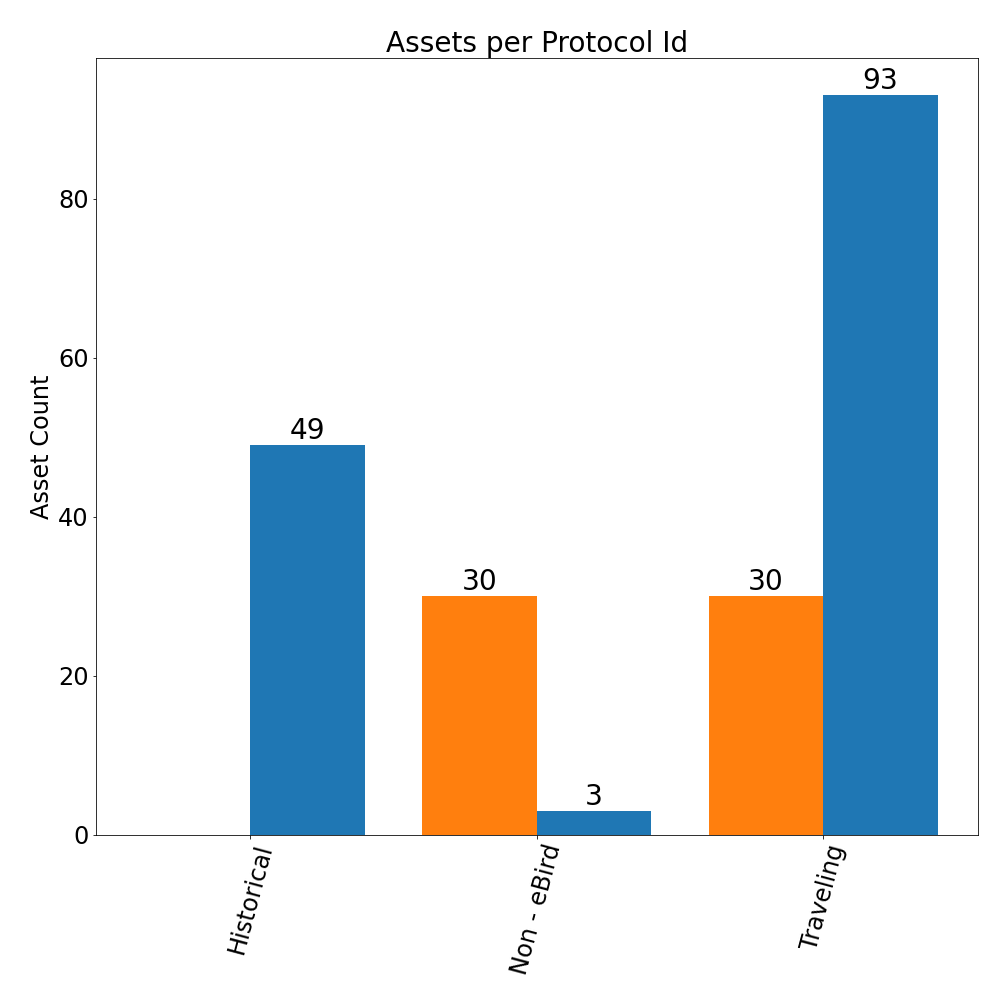 Assets per Protocol Id
93
80
60
49
Asset Count
40
30
30
20
3
0
Historical
Non - eBird
Traveling